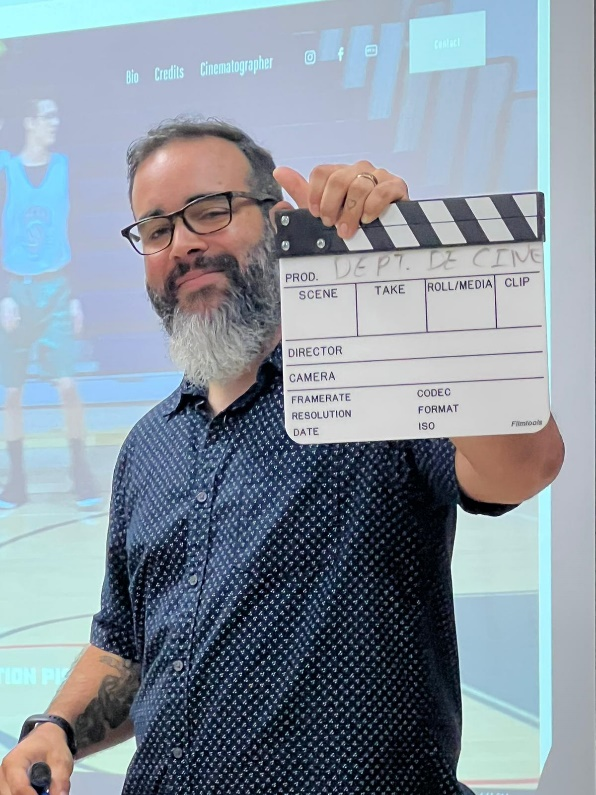 Bio Credits Cinematographer Contact
PROD. DEPT. DE CINE
SCENE TAKE ROLL/MEDIA CLIP
DIRECTOR
CAMERA
FRAMERATE CODEC
RESOLUTION FORMAT
DATE ISO Filmtools